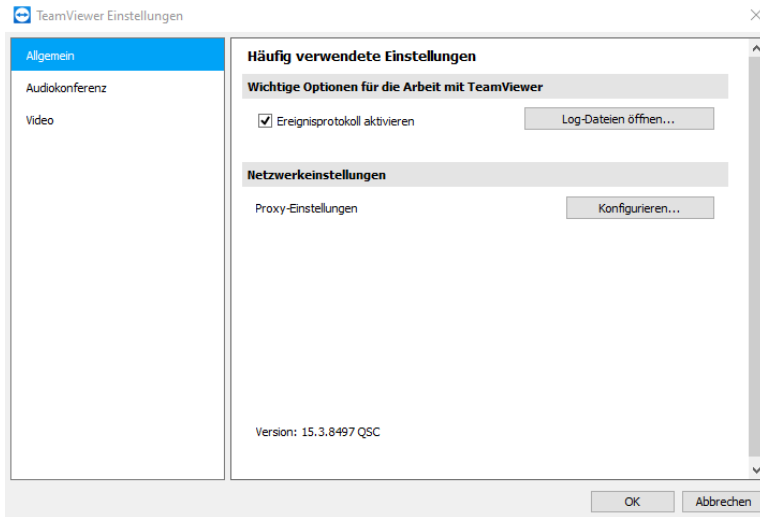 TeamViewer Einstellungen
Allgemein
Audiokonferenz
Video
Häufig verwendete Einstellungen
Wichtige Optionen für die Arbeit mit TeamViewer
Ereignisprotokoll aktivieren
Log-Dateien öffnen...
Netzwerkeinstellungen
Proxy-Einstellungen
Konfigurieren...
Version: 15.3.8497 QSC
OK
Abbrechen